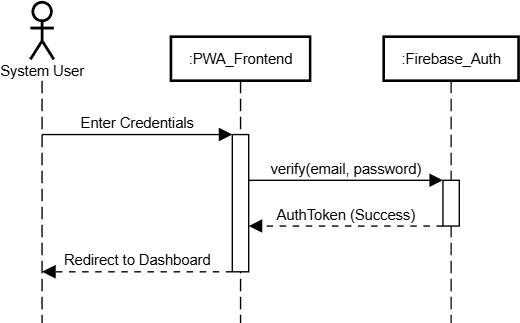 System User
:PWA_Frontend
:Firebase_Auth
Enter Credentials
verify(email, password)
AuthToken (Success)
Redirect to Dashboard